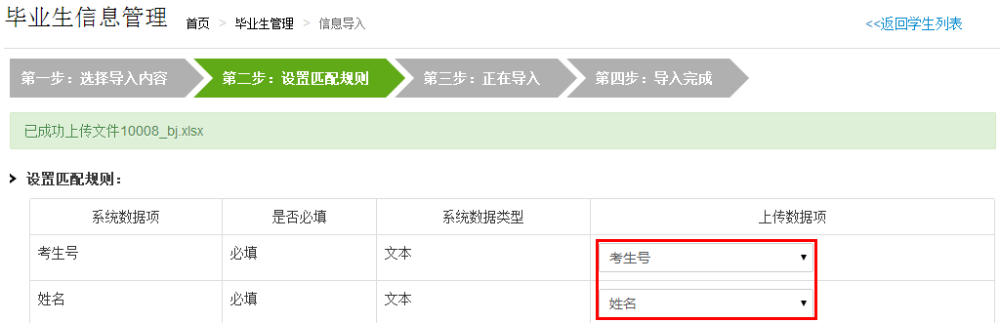 毕业生信息管理 首页 > 毕业生管理 > 信息导入 <<返回学生列表
第一步：选择导入内容 第二步：设置匹配规则 第三步：正在导入 第四步：导入完成
已成功上传文件10008_bj.xlsx
设置匹配规则：
系统数据项 是否必填 系统数据类型 上传数据项
考生号 必填 文本 考生号
姓名 必填 文本 姓名